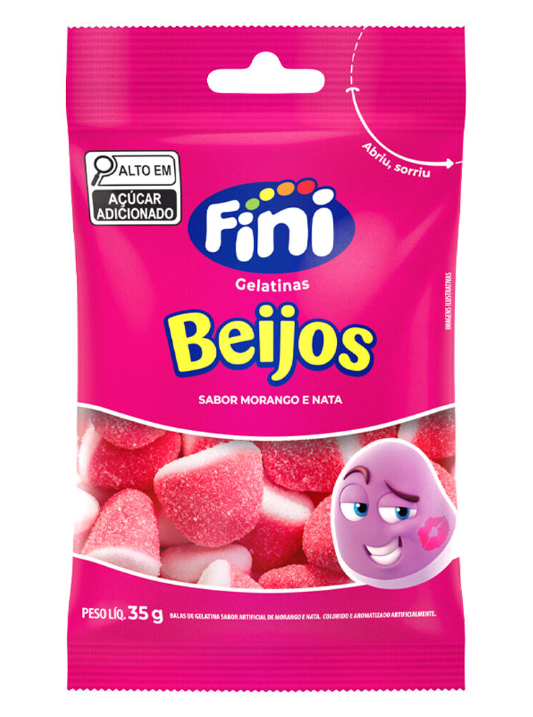 Abriu, sorriu
ALTO EM
AÇÚCAR
ADICIONADO
Fini
Gelatinas
Beijos
SABOR MORANGO E NATA
IMAGENS ILUSTRATIVAS
PESO LÍQ. 35 g
BALAS DE GELATINA SABOR ARTIFICIAL DE MORANGO E NATA. COLORIDO E AROMATIZADO ARTIFICIALMENTE.